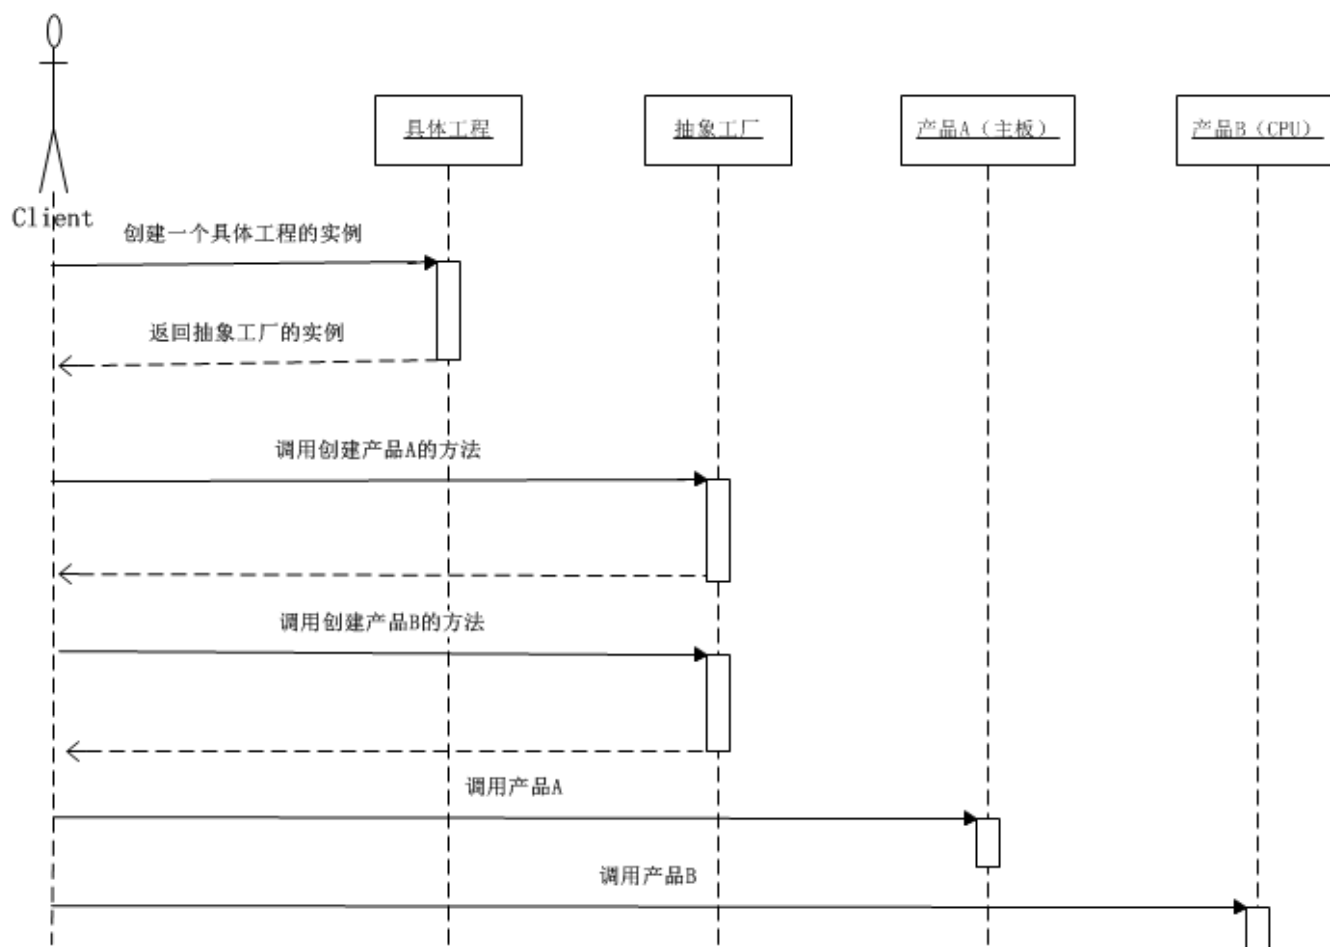 具体工程
抽象工厂
产品A（主板）
产品B（CPU）
Client
创建一个具体工程的实例
返回抽象工厂的实例
调用创建产品A的方法
调用创建产品B的方法
调用产品A
调用产品B